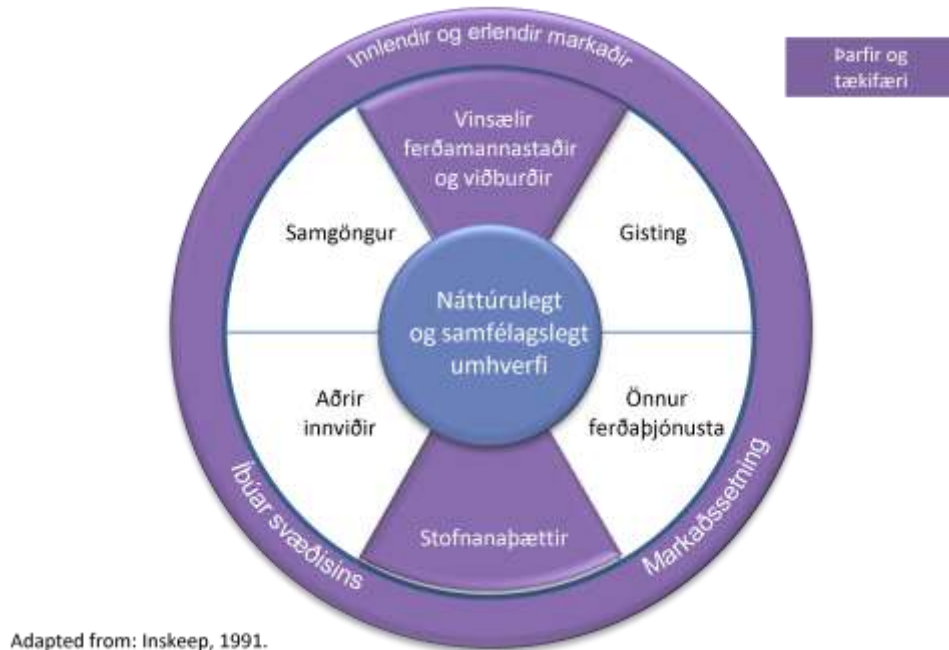 Innlendir og erlendir markaðir
Þarfir og
tækifæri
Vinsælir
ferðamannastaðir
og viðburðir
Samgöngur
Gisting
Náttúrulegt
og samfélagslegt
umhverfi
Aðrir
innviðir
Önnur
ferðaþjónusta
Stofnanaþættir
Íbúar svæðisins
Markaðssetning
Adapted from: Inskeep, 1991.